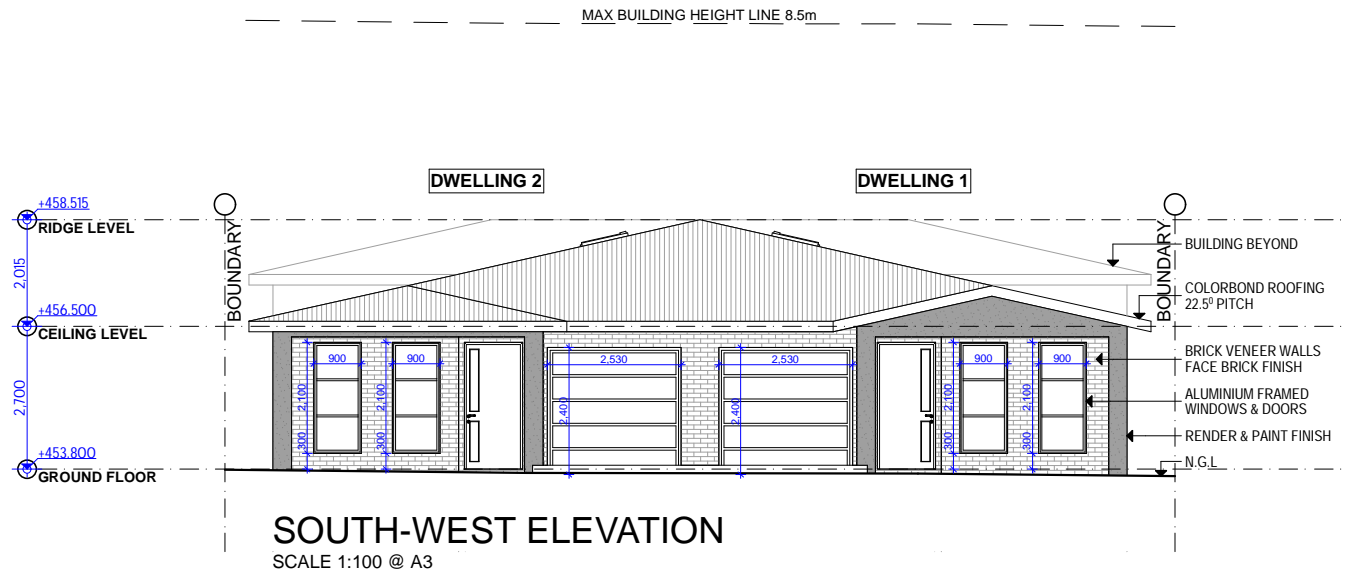 MAX BUILDING HEIGHT LINE 8.5m
DWELLING 2
DWELLING 1
+458.515
RIDGE LEVEL
2,015
+456.500
CEILING LEVEL
2,700
+453.800
GROUND FLOOR
BOUNDARY
BOUNDARY
900
900
2,530
2,530
900
900
2,100
2,100
2,400
2,400
2,100
2,100
300
300
300
300
BUILDING BEYOND
COLORBOND ROOFING
22.5⁰ PITCH
BRICK VENEER WALLS
FACE BRICK FINISH
ALUMINIUM FRAMED
WINDOWS & DOORS
RENDER & PAINT FINISH
N.G.L
SOUTH-WEST ELEVATION
SCALE 1:100 @ A3